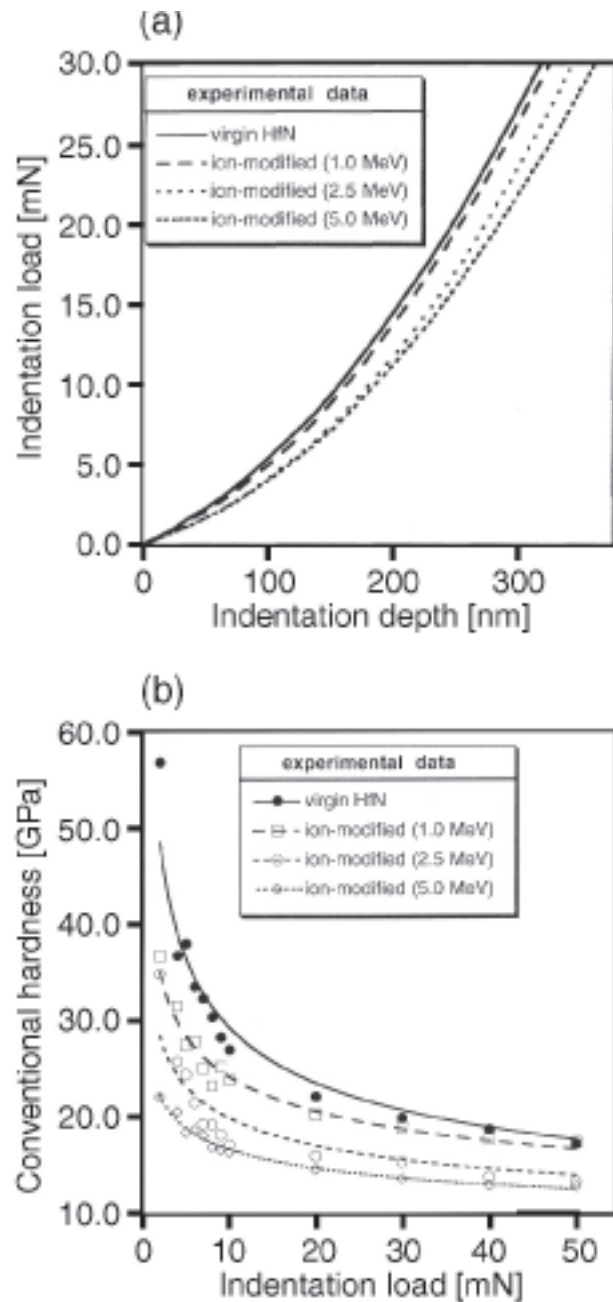 (a)
30.0
25.0
20.0
15.0
10.0
5.0
0.0
Indentation load [mN]
experimental data
virgin HfN
ion-modified (1.0 MeV)
ion-modified (2.5 MeV)
ion-modified (5.0 MeV)
0 100 200 300
Indentation depth [nm]
(b)
60.0
50.0
40.0
30.0
20.0
10.0
Conventional hardness [GPa]
experimental data
virgin HfN
ion-modified (1.0 MeV)
ion-modified (2.5 MeV)
ion-modified (5.0 MeV)
0 10 20 30 40 50
Indentation load [mN]